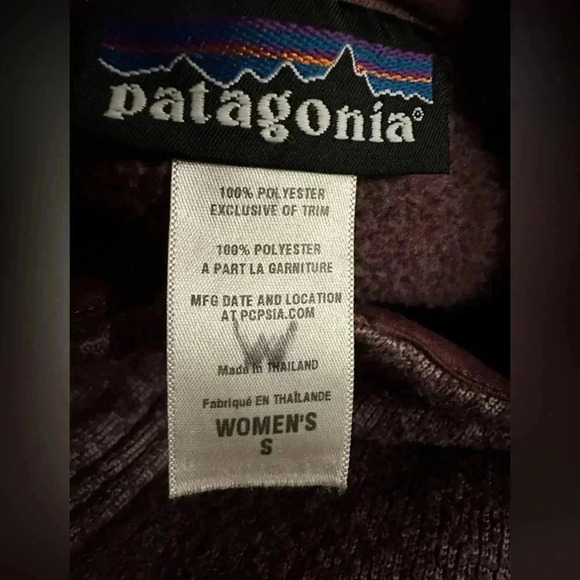 patagonia®
100% POLYESTER
EXCLUSIVE OF TRIM
100% POLYESTER
A PART LA GARNITURE
MFG DATE AND LOCATION
AT PCPSIA.COM
W
Made in THAILAND
Fabriqué EN THAÏLANDE
WOMEN'S
S